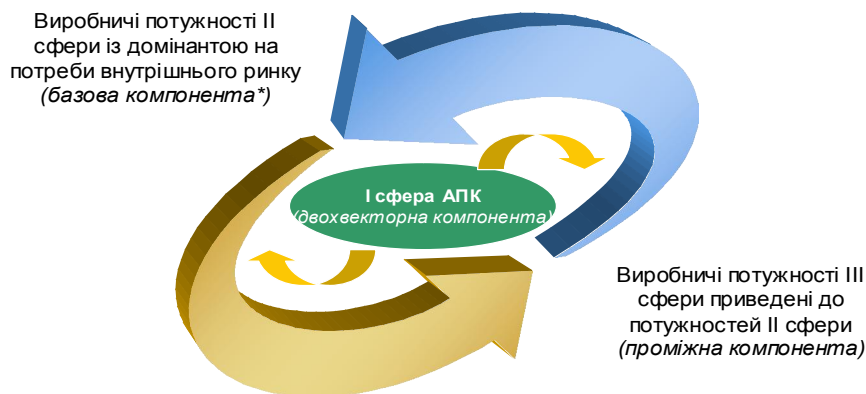 Виробничі потужності ІІ
сфери із домінантою на
потреби внутрішнього ринку
(базова компонента*)
І сфера АПК
(двохвекторна компонента)
Виробничі потужності ІІІ
сфери приведені до
потужностей ІІ сфери
(проміжна компонента)